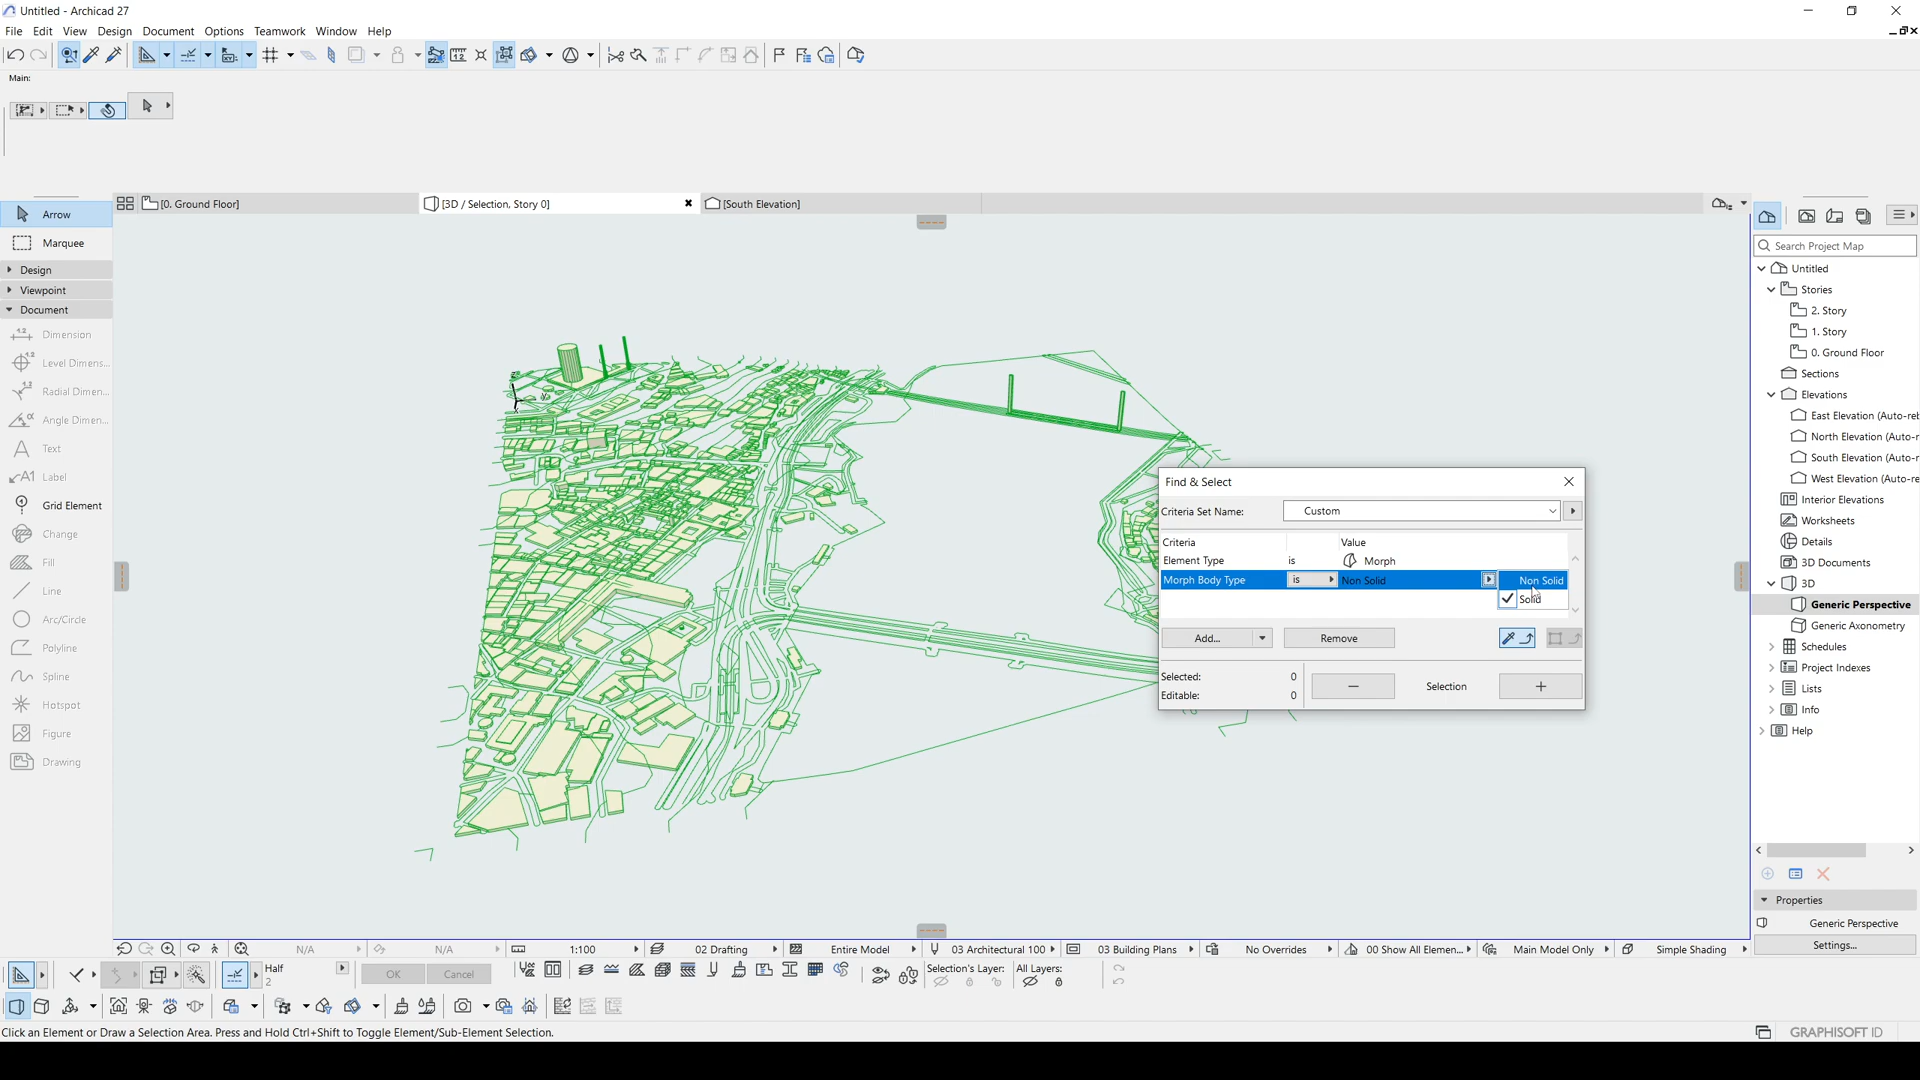 Untitled - Archicad 27
File Edit View Design Document Options Teamwork Window Help
Main:
[0. Ground Floor] [3D / Selection, Story 0] [South Elevation]
Arrow
Marquee
Design
Viewpoint
Document
Dimension
Level Dimens...
Radial Dimen...
Angle Dimen...
Text
Label
Grid Element
Change
Fill
Line
Arc/Circle
Polyline
Spline
Hotspot
Figure
Drawing
Find & Select
Criteria Set Name: Custom
Criteria Value
Element Type is Morph
Morph Body Type is Non Solid
Non Solid
Solid
Add... Remove
Selected: 0
Editable: 0
Selection
Search Project Map
Untitled
Stories
2. Story
1. Story
0. Ground Floor
Sections
Elevations
East Elevation (Auto-reb
North Elevation (Auto-r
South Elevation (Auto-r
West Elevation (Auto-re
Interior Elevations
Worksheets
Details
3D Documents
3D
Generic Perspective
Generic Axonometry
Schedules
Project Indexes
Lists
Info
Help
Properties
Generic Perspective
Settings...
N/A N/A 1:100 02 Drafting Entire Model 03 Architectural 100 03 Building Plans No Overrides 00 Show All Elemen... Main Model Only Simple Shading
Half
2
OK Cancel
Selection's Layer: All Layers:
Click an Element or Draw a Selection Area. Press and Hold Ctrl+Shift to Toggle Element/Sub-Element Selection.
GRAPHISOFT ID